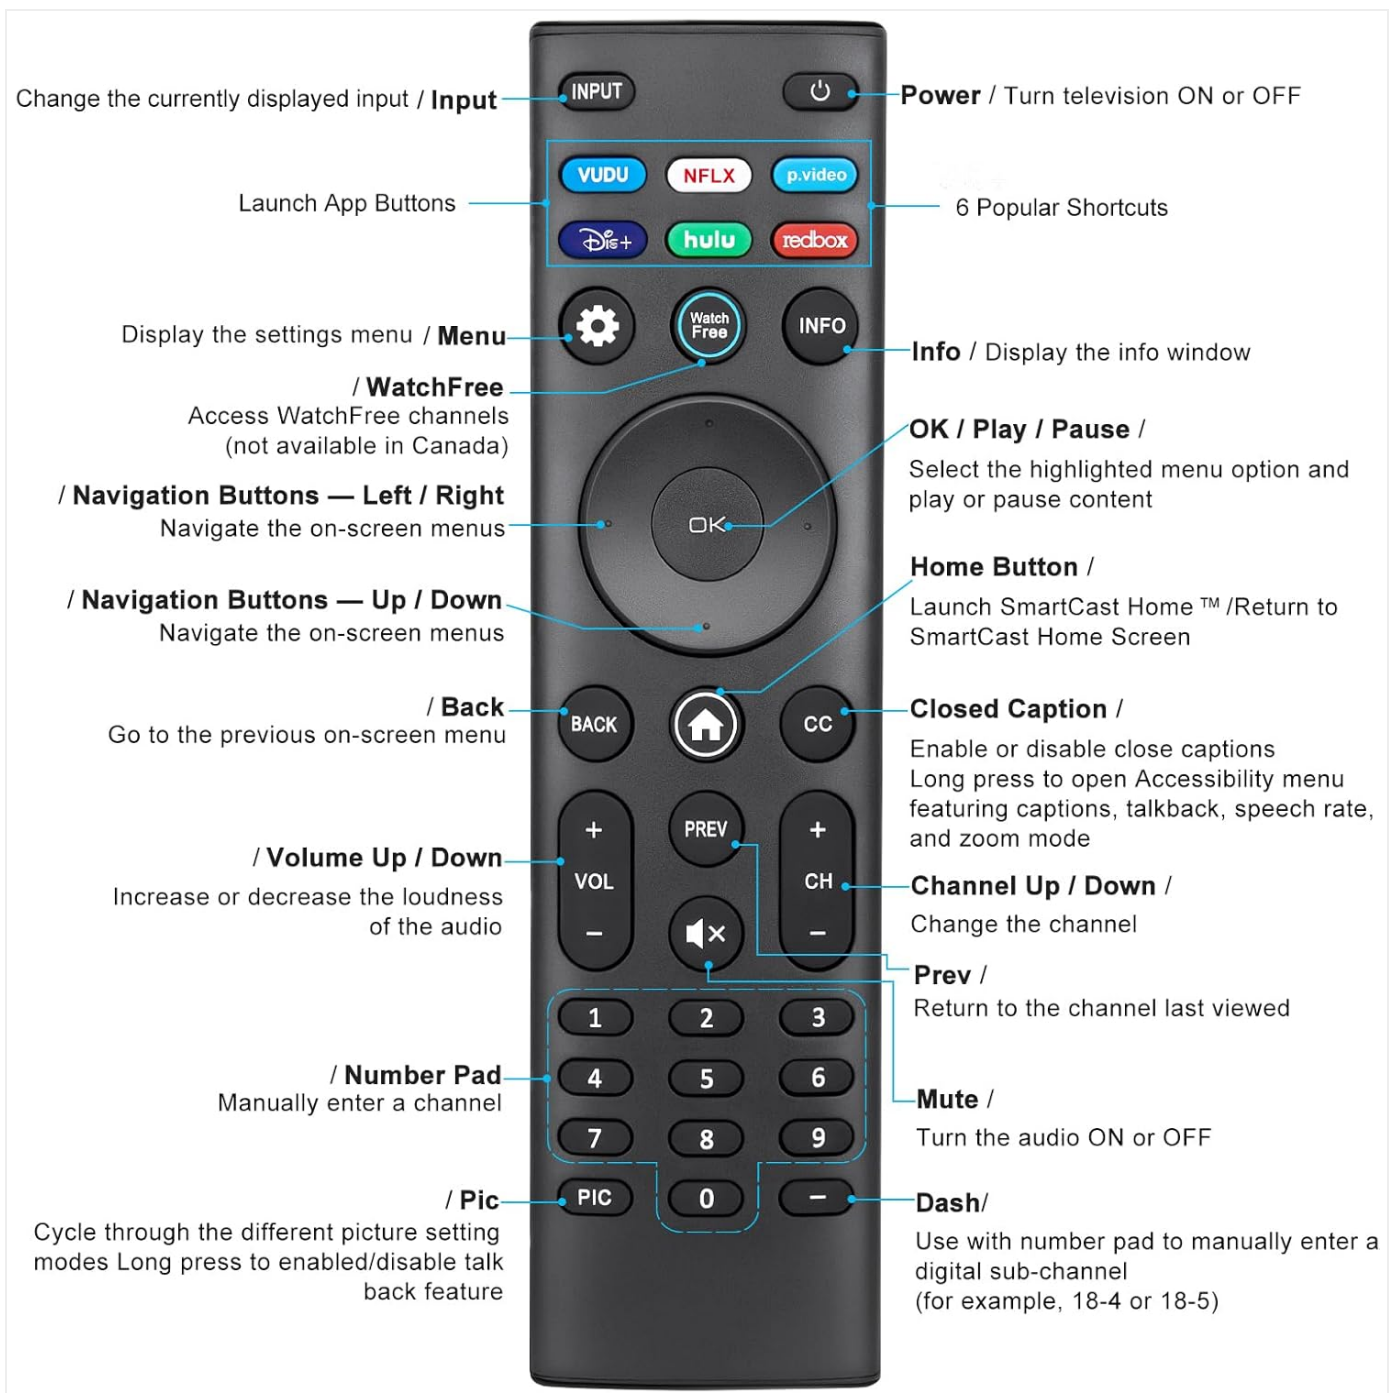 Change the currently displayed input / Input
INPUT
Power / Turn television ON or OFF
VUDU
NFLX
p.video
Launch App Buttons
6 Popular Shortcuts
Dis+
hulu
redbox
Display the settings menu / Menu
Watch
Free
INFO
Info / Display the info window
/ WatchFree
Access WatchFree channels
(not available in Canada)
OK / Play / Pause /
Select the highlighted menu option and
play or pause content
/ Navigation Buttons — Left / Right
Navigate the on-screen menus
OK
Home Button /
Launch SmartCast Home ™ /Return to
SmartCast Home Screen
/ Navigation Buttons — Up / Down
Navigate the on-screen menus
/ Back
Go to the previous on-screen menu
BACK
CC
Closed Caption /
Enable or disable close captions
Long press to open Accessibility menu
featuring captions, talkback, speech rate,
and zoom mode
/ Volume Up / Down
Increase or decrease the loudness
of the audio
+
VOL
–
PREV
+
CH
–
Channel Up / Down /
Change the channel
Prev /
Return to the channel last viewed
1
2
3
/ Number Pad
Manually enter a channel
4
5
6
Mute /
Turn the audio ON or OFF
7
8
9
/ Pic
Cycle through the different picture setting
modes Long press to enabled/disable talk
back feature
PIC
0
–
Dash/
Use with number pad to manually enter a
digital sub-channel
(for example, 18-4 or 18-5)